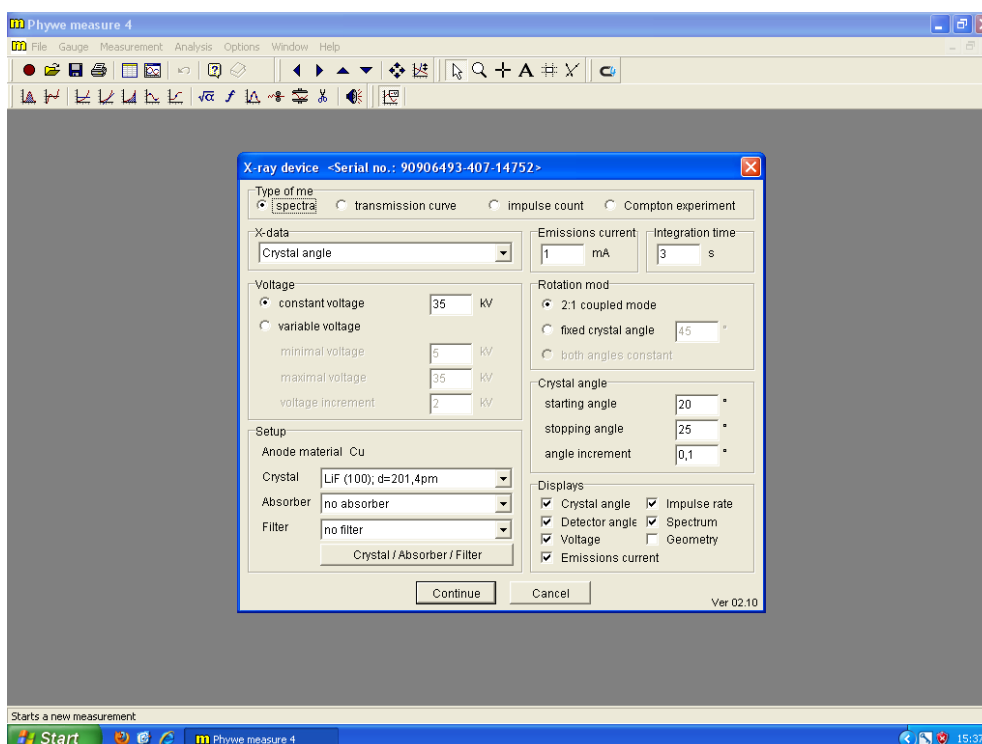 Phywe measure 4
File Gauge Measurement Analysis Options Window Help
X-ray device <Serial no.: 90906493-407-14752>
Type of me
spectra transmission curve impulse count Compton experiment
X-data
Crystal angle
Emissions current
1 mA
Integration time
3 s
Voltage
constant voltage 35 kV
variable voltage
minimal voltage 5 kV
maximal voltage 35 kV
voltage increment 2 kV
Rotation mod
2:1 coupled mode
fixed crystal angle 45 °
both angles constant
Crystal angle
starting angle 20 °
stopping angle 25 °
angle increment 0,1 °
Setup
Anode material Cu
Crystal LiF (100); d=201,4pm
Absorber no absorber
Filter no filter
Crystal / Absorber / Filter
Displays
Crystal angle Impulse rate
Detector angle Spectrum
Voltage Geometry
Emissions current
Continue Cancel
Ver 02.10
Starts a new measurement
Start Phywe measure 4 15:37